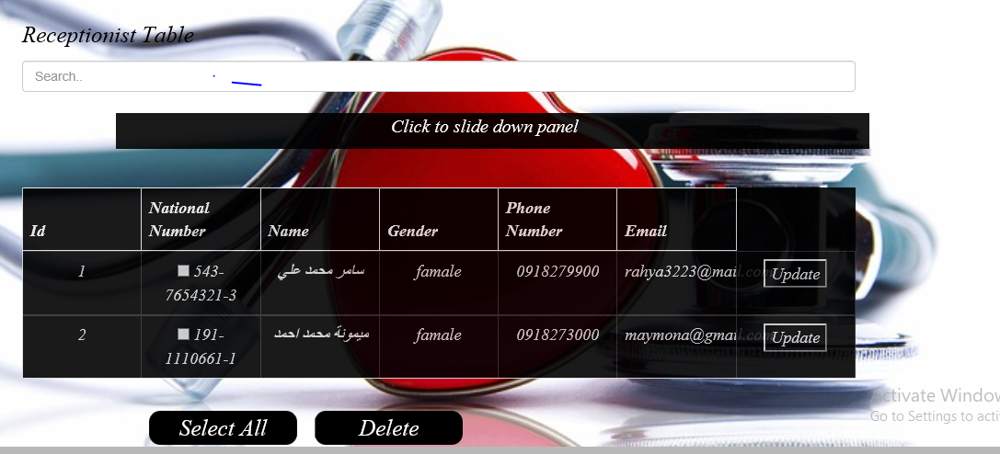 Receptionist Table
Search..
Click to slide down panel
Id National Number Name Gender Phone Number Email
1 543-7654321-3 سامر محمد علي famale 0918279900 rahya3223@mail.com Update
2 191-1110661-1 ميمونة محمد احمد famale 0918273000 maymona@gmail.com Update
Activate Window
Go to Settings to acti
Select All Delete